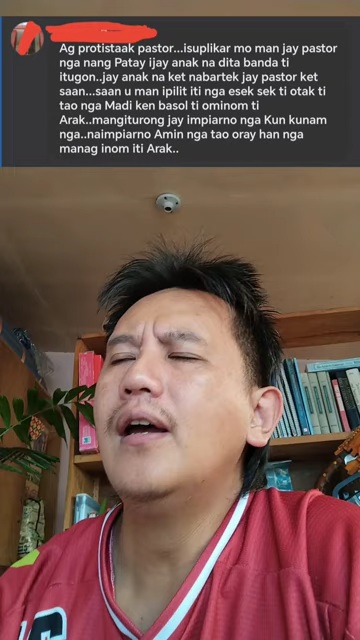 Ag protistaak pastor...isuplikar mo man jay pastor
nga nang Patay ijay anak na dita banda ti
itugon..jay anak na ket nabartek jay pastor ket
saan...saan u man ipilit iti nga esek sek ti otak ti
tao nga Madi ken basol ti ominom ti
Arak..mangiturong jay impiarno nga Kun kunam
nga..naimpiarno Amin nga tao oray han nga
manag inom iti Arak..